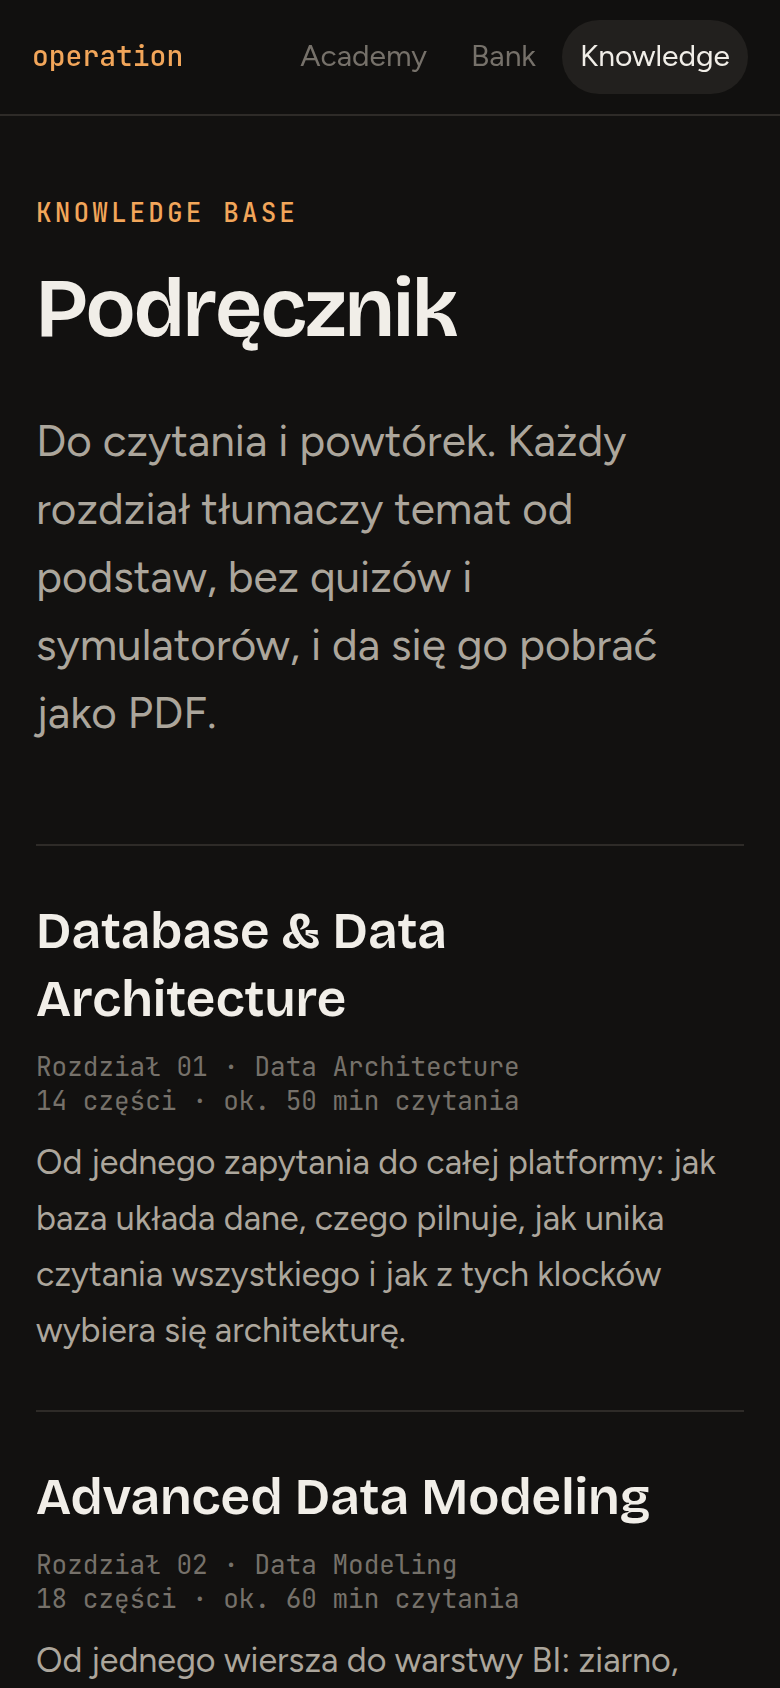 operation
Academy
Bank
Knowledge
KNOWLEDGE BASE
Podręcznik
Do czytania i powtórek. Każdy
rozdział tłumaczy temat od
podstaw, bez quizów i
symulatorów, i da się go pobrać
jako PDF.
Database & Data
Architecture
Rozdział 01 · Data Architecture
14 części · ok. 50 min czytania
Od jednego zapytania do całej platformy: jak
baza układa dane, czego pilnuje, jak unika
czytania wszystkiego i jak z tych klocków
wybiera się architekturę.
Advanced Data Modeling
Rozdział 02 · Data Modeling
18 części · ok. 60 min czytania
Od jednego wiersza do warstwy BI: ziarno,